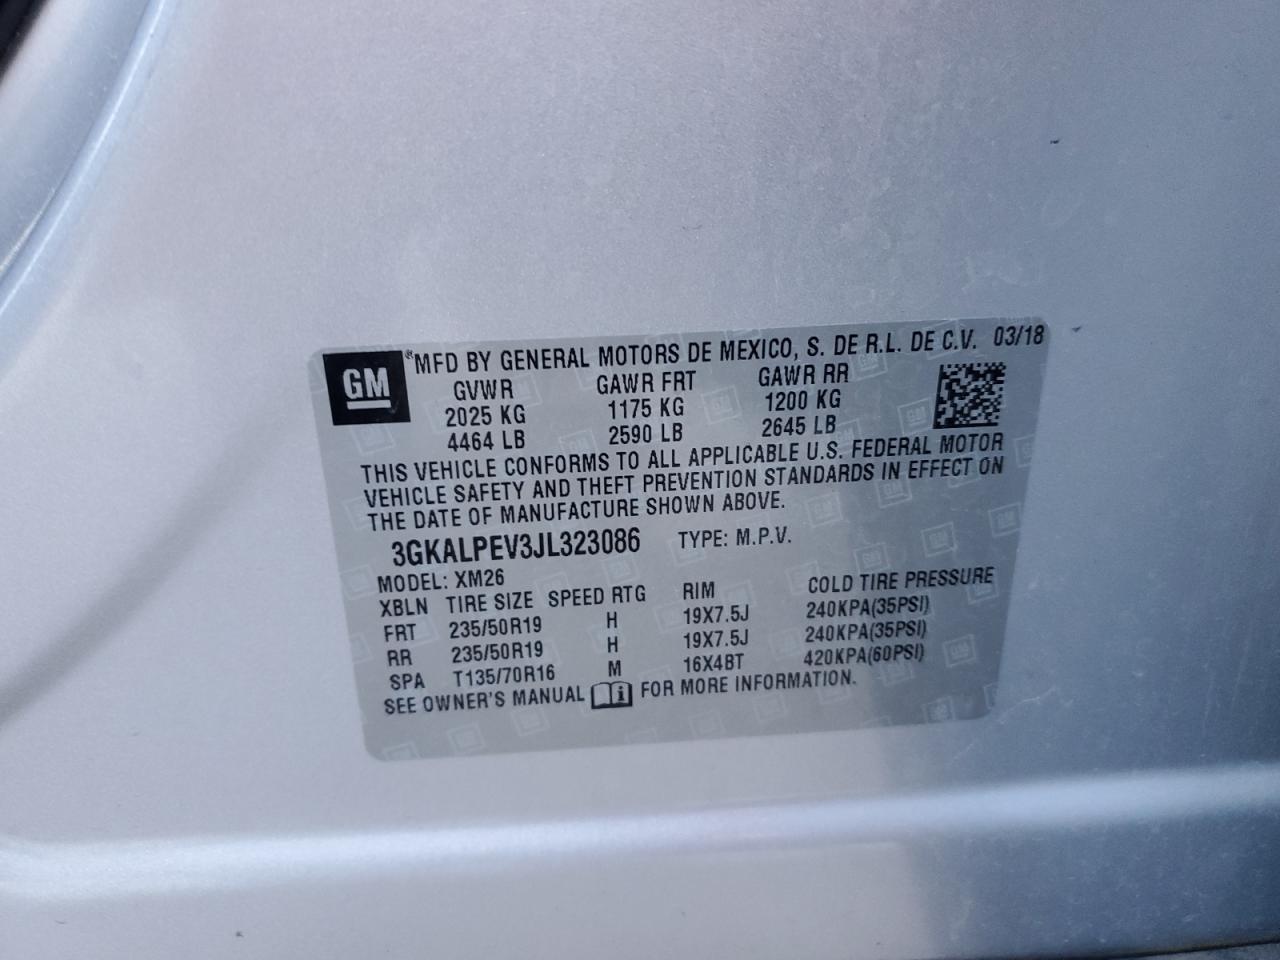 GM ®MFD BY GENERAL MOTORS DE MEXICO, S. DE R.L. DE C.V. 03/18
GVWR GAWR FRT GAWR RR
2025 KG 1175 KG 1200 KG
4464 LB 2590 LB 2645 LB
THIS VEHICLE CONFORMS TO ALL APPLICABLE U.S. FEDERAL MOTOR
VEHICLE SAFETY AND THEFT PREVENTION STANDARDS IN EFFECT ON
THE DATE OF MANUFACTURE SHOWN ABOVE.
3GKALPEV3JL323086 TYPE: M.P.V.
MODEL: XM26
XBLN TIRE SIZE SPEED RTG RIM COLD TIRE PRESSURE
FRT 235/50R19 H 19X7.5J 240KPA(35PSI)
RR 235/50R19 H 19X7.5J 240KPA(35PSI)
SPA T135/70R16 M 16X4BT 420KPA(60PSI)
SEE OWNER'S MANUAL i FOR MORE INFORMATION.